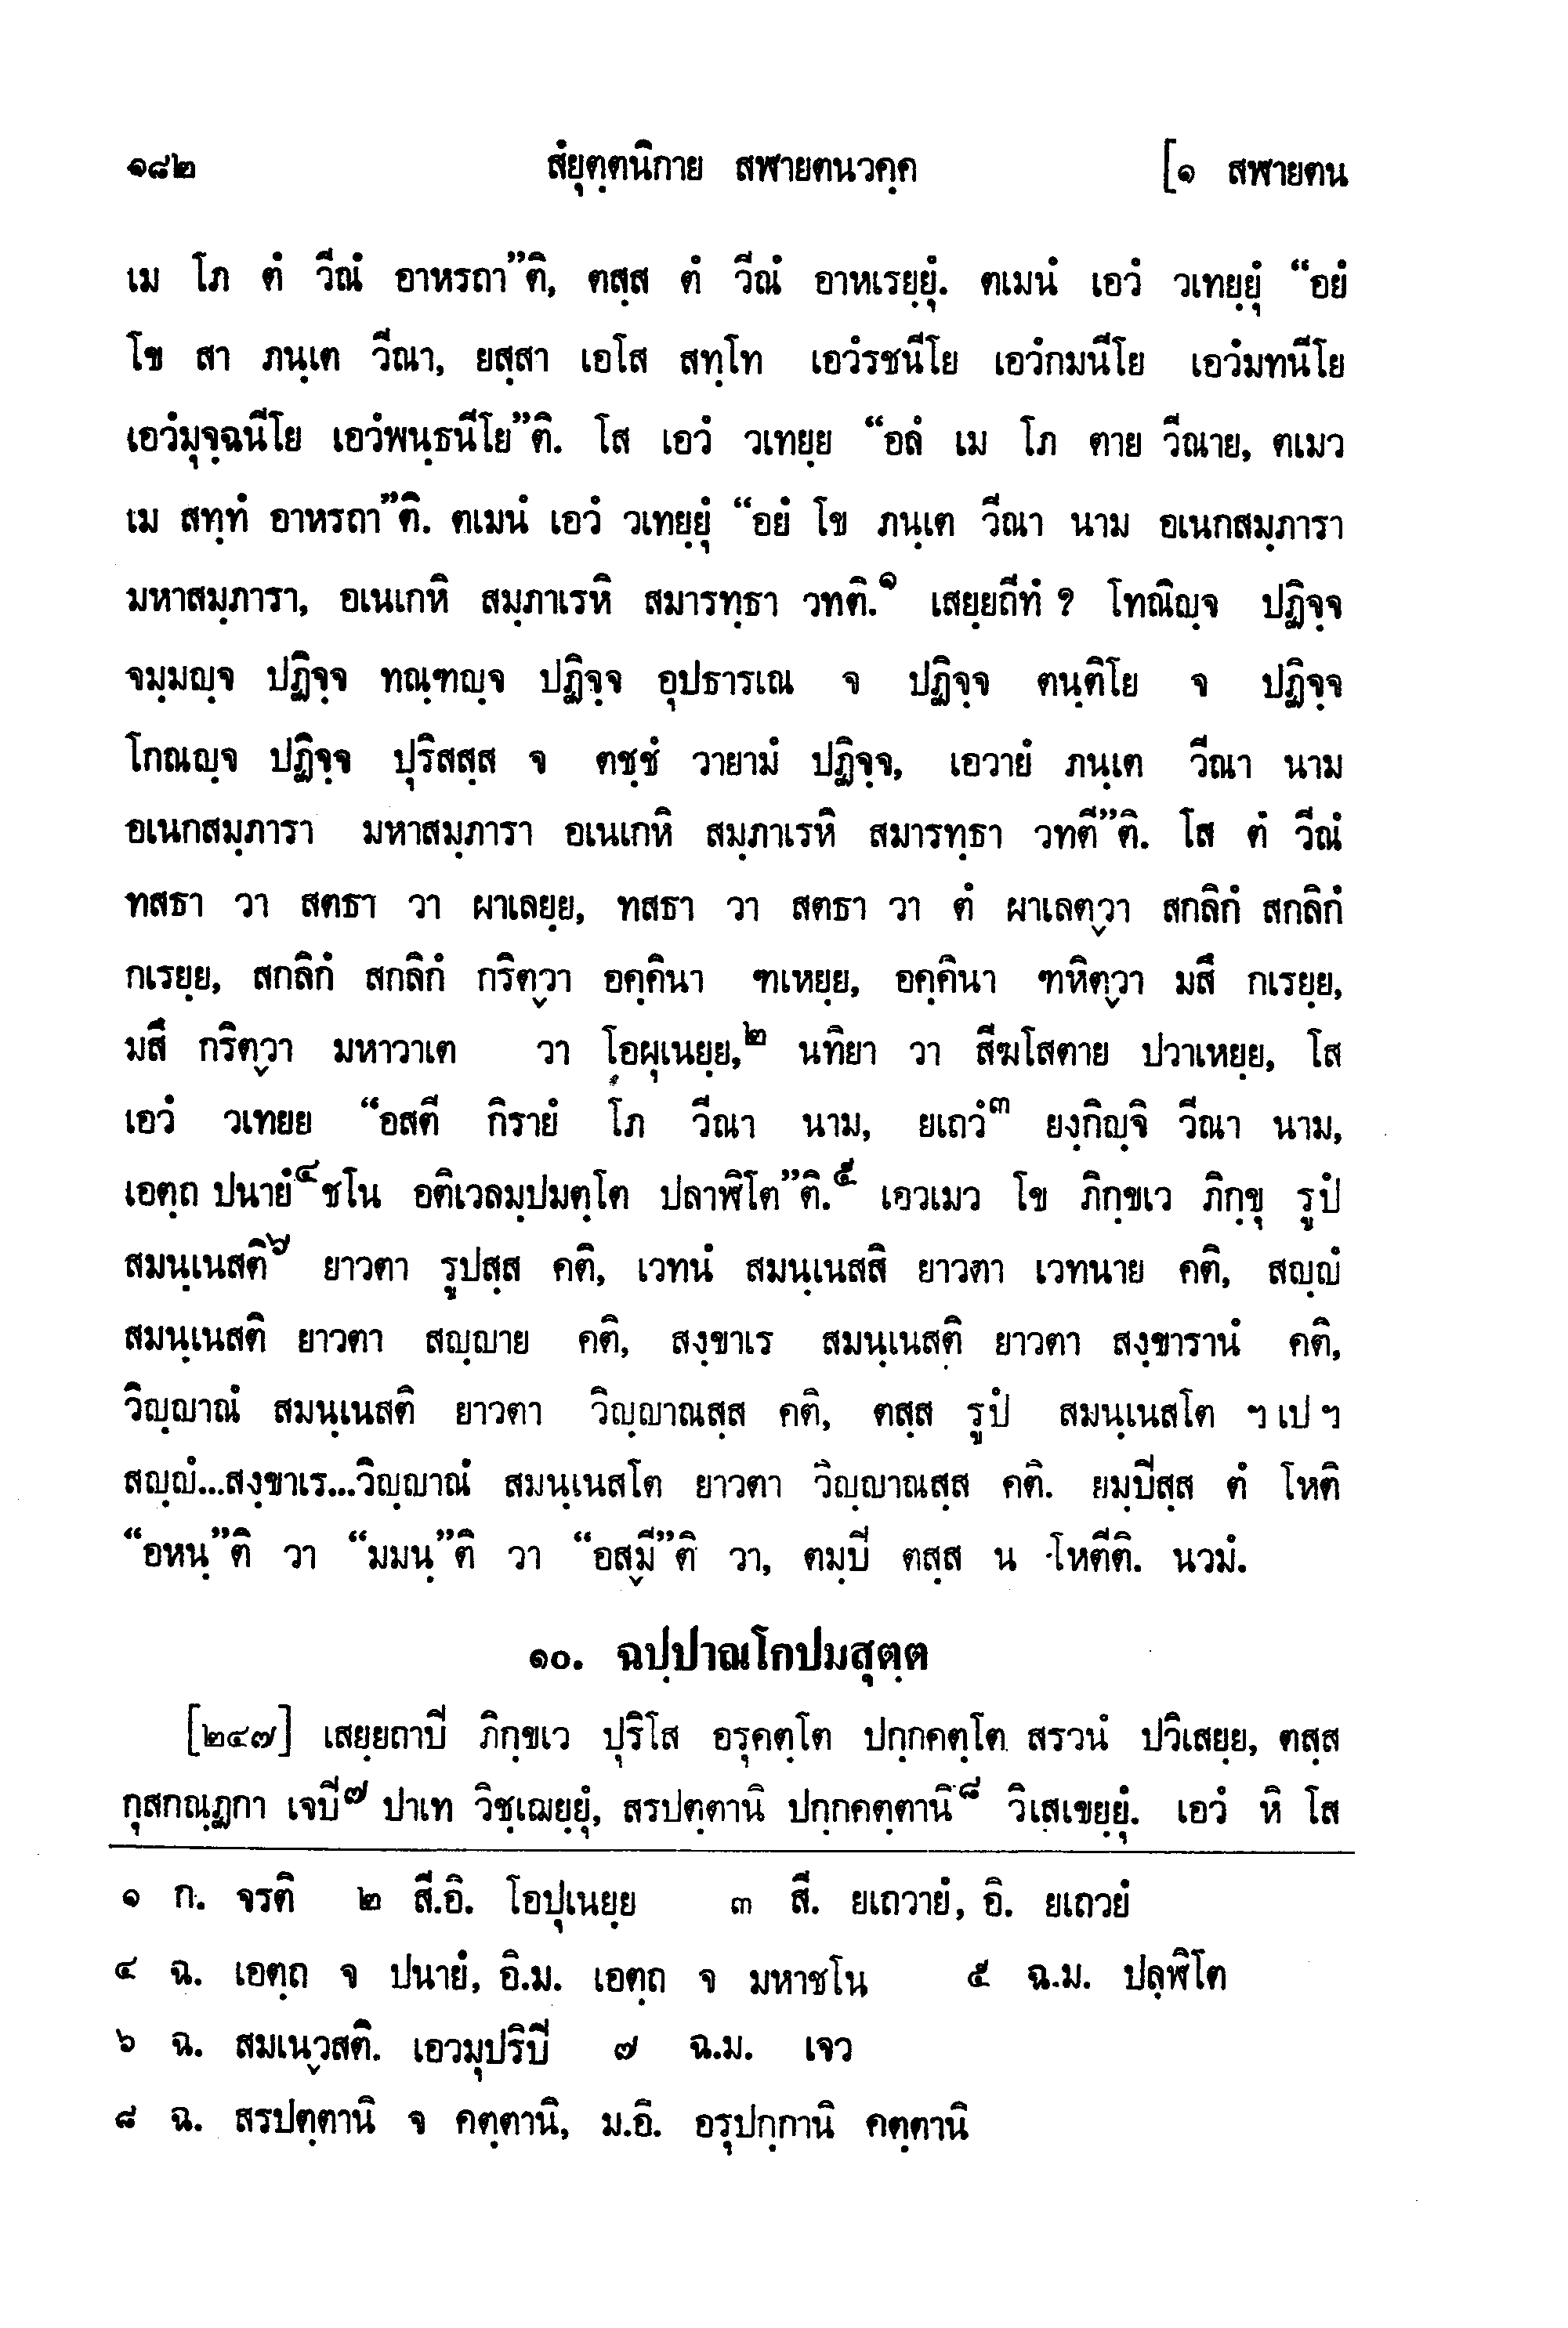 ๑๘๒ สํยุตฺตนิกาย สฬายตนวคฺค [๑ สฬายตน
เม โภ ตํ วีณํ อาหรถา”ติ, ตสฺส ตํ วีณํ อาหเรยฺยุํ. ตเมนํ เอวํ วเทยฺยุํ “อยํ
โข สา ภนฺเต วีณา, ยสฺสา เอโส สทฺโท เอวํรชนีโย เอวํกมนีโย เอวํมทนีโย
เอวํมุจฺฉนีโย เอวํพนฺธนีโย”ติ. โส เอวํ วเทยฺย “อลํ เม โภ ตาย วีณาย, ตเมว
เม สทฺทํ อาหรถา”ติ. ตเมนํ เอวํ วเทยฺยุํ “อยํ โข ภนฺเต วีณา นาม อเนกสมฺภารา
มหาสมฺภารา, อเนเกหิ สมฺภาเรหิ สมารทฺธา วทติ.๑ เสยฺยถีทํ ? โทณิญฺจ ปฏิจฺจ
จมฺมญฺจ ปฏิจฺจ ทณฺฑญฺจ ปฏิจฺจ อุปธารเณ จ ปฏิจฺจ ตนฺติโย จ ปฏิจฺจ
โกณญฺจ ปฏิจฺจ ปุริสสฺส จ ตชฺชํ วายามํ ปฏิจฺจ, เอวายํ ภนฺเต วีณา นาม
อเนกสมฺภารา มหาสมฺภารา อเนเกหิ สมฺภาเรหิ สมารทฺธา วทตี”ติ. โส ตํ วีณํ
ทสธา วา สตธา วา ผาเลยฺย, ทสธา วา สตธา วา ตํ ผาเลตฺวา สกลิกํ สกลิกํ
กเรยฺย, สกลิกํ สกลิกํ กริตฺวา อคฺคินา ฑเหยฺย, อคฺคินา ฑหิตฺวา มสึ กเรยฺย,
มสึ กริตฺวา มหาวาเต วา โอผุเนยฺย,๒ นทิยา วา สีฆโสตาย ปวาเหยฺย, โส
เอวํ วเทยย “อสตี กิรายํ โภ วีณา นาม, ยเถวํ๓ ยงฺกิญฺจิ วีณา นาม,
เอตฺถ ปนายํ๔ ชโน อติเวลมฺปมตฺโต ปลาฬิโต”ติ.๕ เอวเมว โข ภิกฺขเว ภิกฺขุ รูปํ
สมนฺเนสติ๖ ยาวตา รูปสฺส คติ, เวทนํ สมนฺเนสสิ ยาวตา เวทนาย คติ, สญฺญํ
สมนฺเนสติ ยาวตา สญฺญาย คติ, สงฺขาเร สมนฺเนสติ ยาวตา สงฺขารานํ คติ,
วิญฺญาณํ สมนฺเนสติ ยาวตา วิญฺญาณสฺส คติ, ตสฺส รูปํ สมนฺเนสโต ฯ เป ฯ
สญฺญํ...สงฺขาเร...วิญฺญาณํ สมนฺเนสโต ยาวตา วิญฺญาณสฺส คติ. ยมฺปีสฺส ตํ โหติ
“อหนฺ”ติ วา “มมนฺ”ติ วา “อสฺมี”ติ วา, ตมฺปี ตสฺส น โหตีติ. นวมํ.
๑๐. ฉปฺปาณโกปมสุตฺต
[๒๔๗] เสยฺยถาปี ภิกฺขเว ปุริโส อรุคตฺโต ปกฺกคตฺโต สรวนํ ปวิเสยฺย, ตสฺส
กุสกณฺฏกา เจปี๗ ปาเท วิชฺเฌยฺยุํ, สรปตฺตานิ ปกฺกคตฺตานิ๘ วิเสเขยฺยุํ. เอวํ หิ โส
๑ ก. จรติ ๒ สี.อิ. โอปุเนยฺย ๓ สี. ยเถวายํ, อิ. ยเถวยํ
๔ ฉ. เอตฺถ จ ปนายํ, อิ.ม. เอตฺถ จ มหาชโน ๕ ฉ.ม. ปลฺฬิโต
๖ ฉ. สมเนฺวสติ. เอวมุปริปี ๗ ฉ.ม. เจว
๘ ฉ. สรปตฺตานิ จ คตฺตานิ, ม.อิ. อรุปกฺกานิ คตฺตานิ